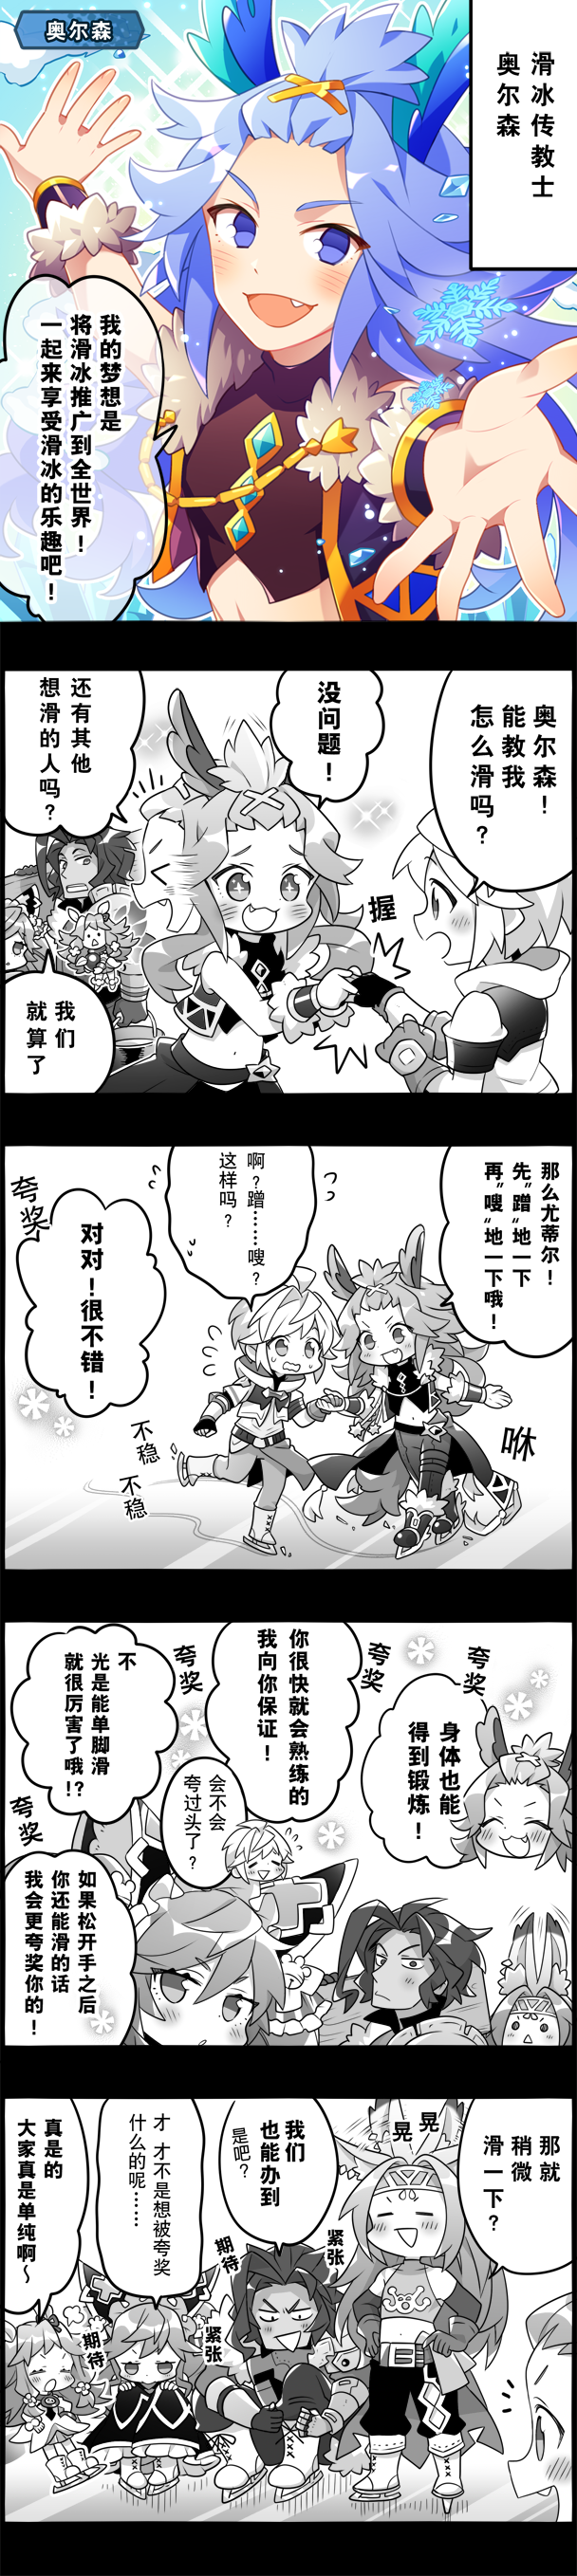 奥尔森
滑冰传教士
奥尔森
我的梦想是
将滑冰推广到全世界！
一起来享受滑冰的乐趣吧！
奥尔森！
能教我
怎么滑吗？
没问题！
还有其他
想滑的人吗？
握
我们
就算了
那么尤蒂尔！
先"蹭"地一下
再"嗖"地一下哦！
啊？蹭……嗖？
这样吗？
对对！很不错！
夸奖
不稳
不稳
咻
身体也能
得到锻炼！
夸奖
夸奖
你很快就会熟练的
我向你保证！
夸奖
会不会
夸过头了？
不
光是能单脚滑
就很厉害了哦！？
夸奖
如果松开手之后
你还能滑的话
我会更夸奖你的！
那就
稍微
滑一下？
晃
晃
我们
也能办到
是吧？
紧张
期待
才 才不是想被夸奖
什么的呢……
紧张
期待
真是的
大家真是单纯啊～